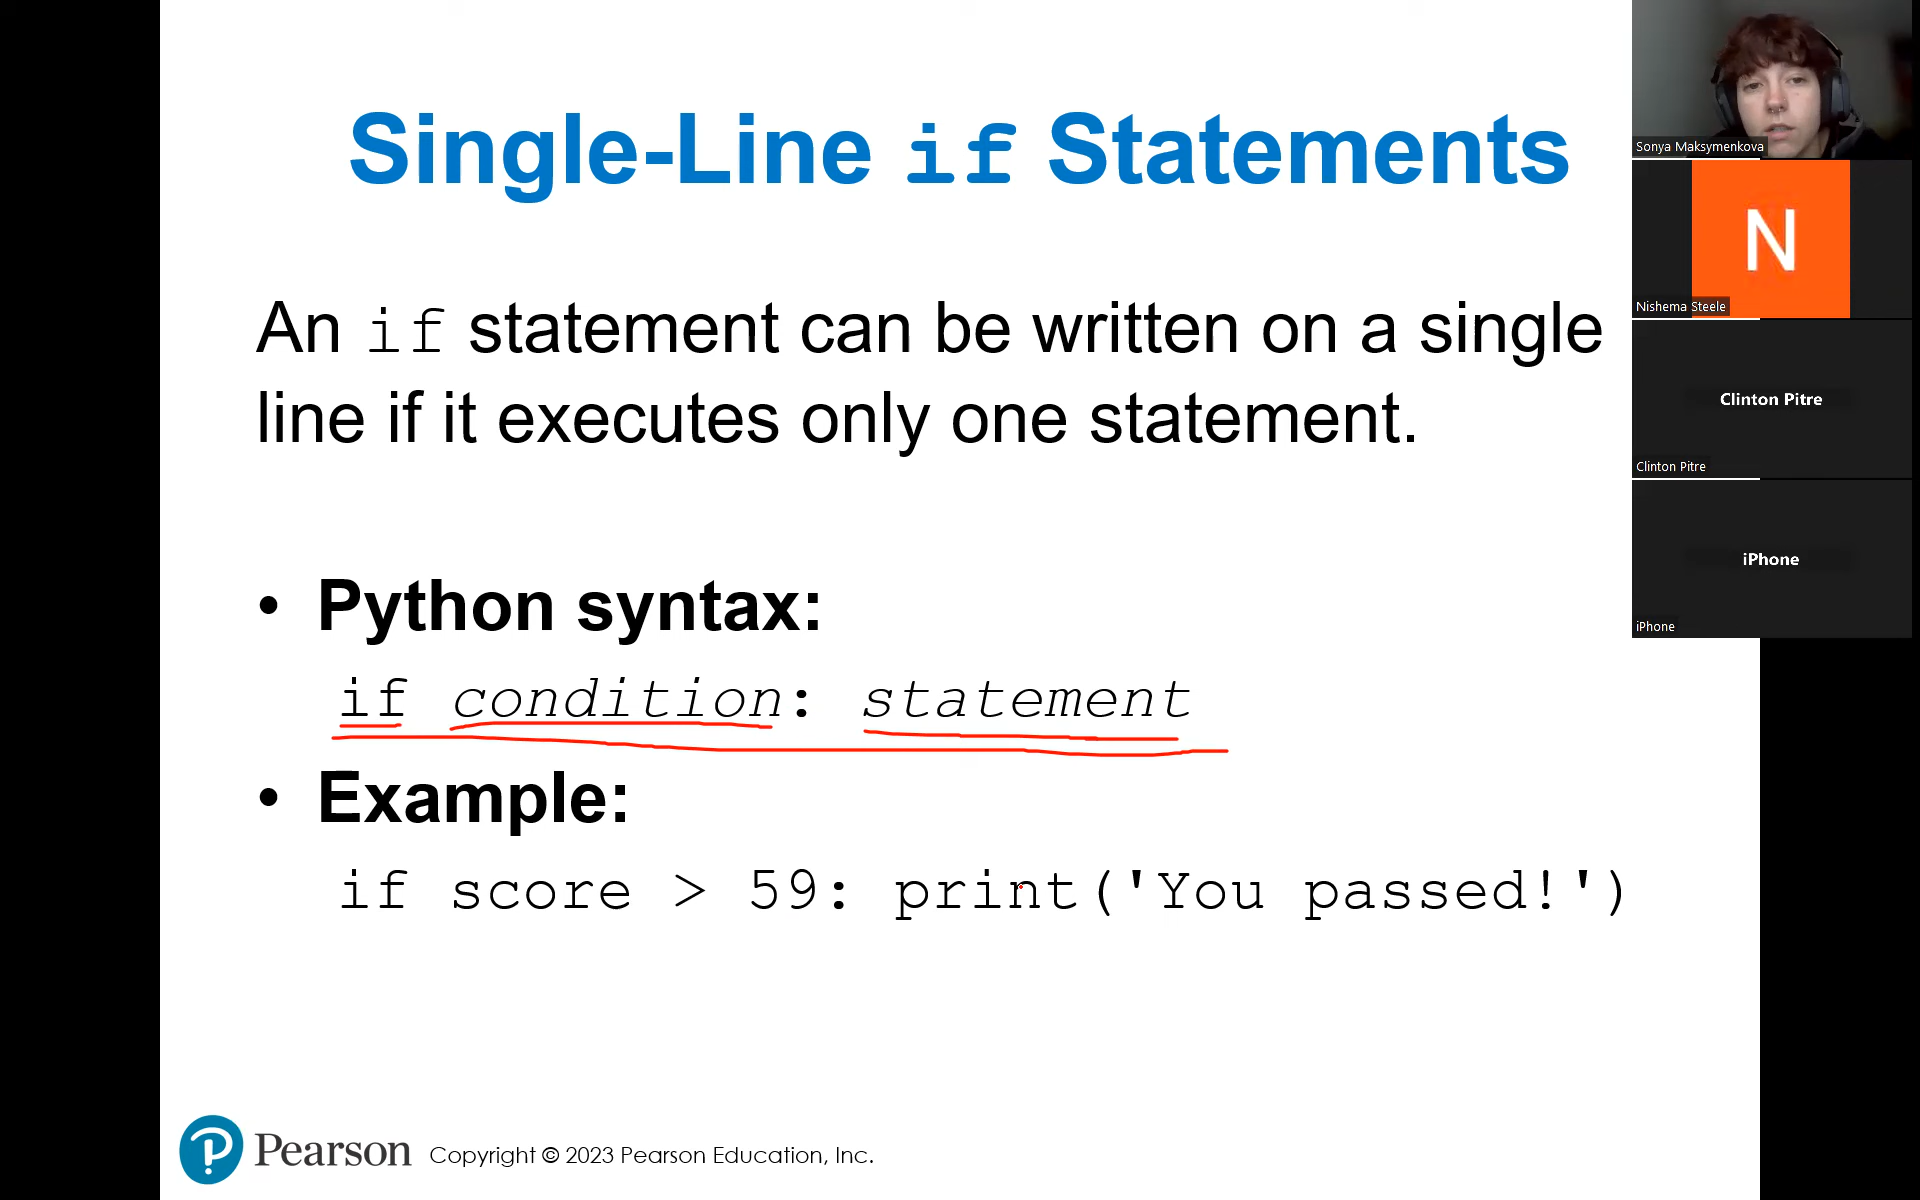 Single-Line if Statements
An if statement can be written on a single
line if it executes only one statement.
• Python syntax:
if condition: statement
• Example:
if score > 59: print('You passed!')
Pearson
Copyright © 2023 Pearson Education, Inc.
Sonya Maksymenkova
N
Nishema Steele
Clinton Pitre
Clinton Pitre
iPhone
iPhone